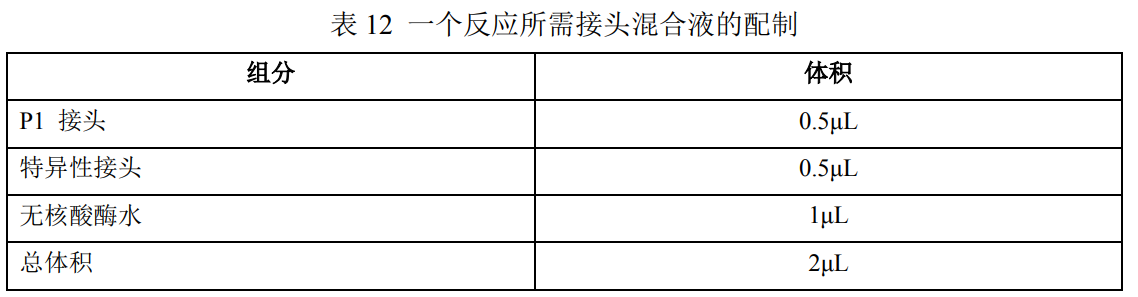 表 12 一个反应所需接头混合液的配制
组分 体积
P1 接头 0.5μL
特异性接头 0.5μL
无核酸酶水 1μL
总体积 2μL